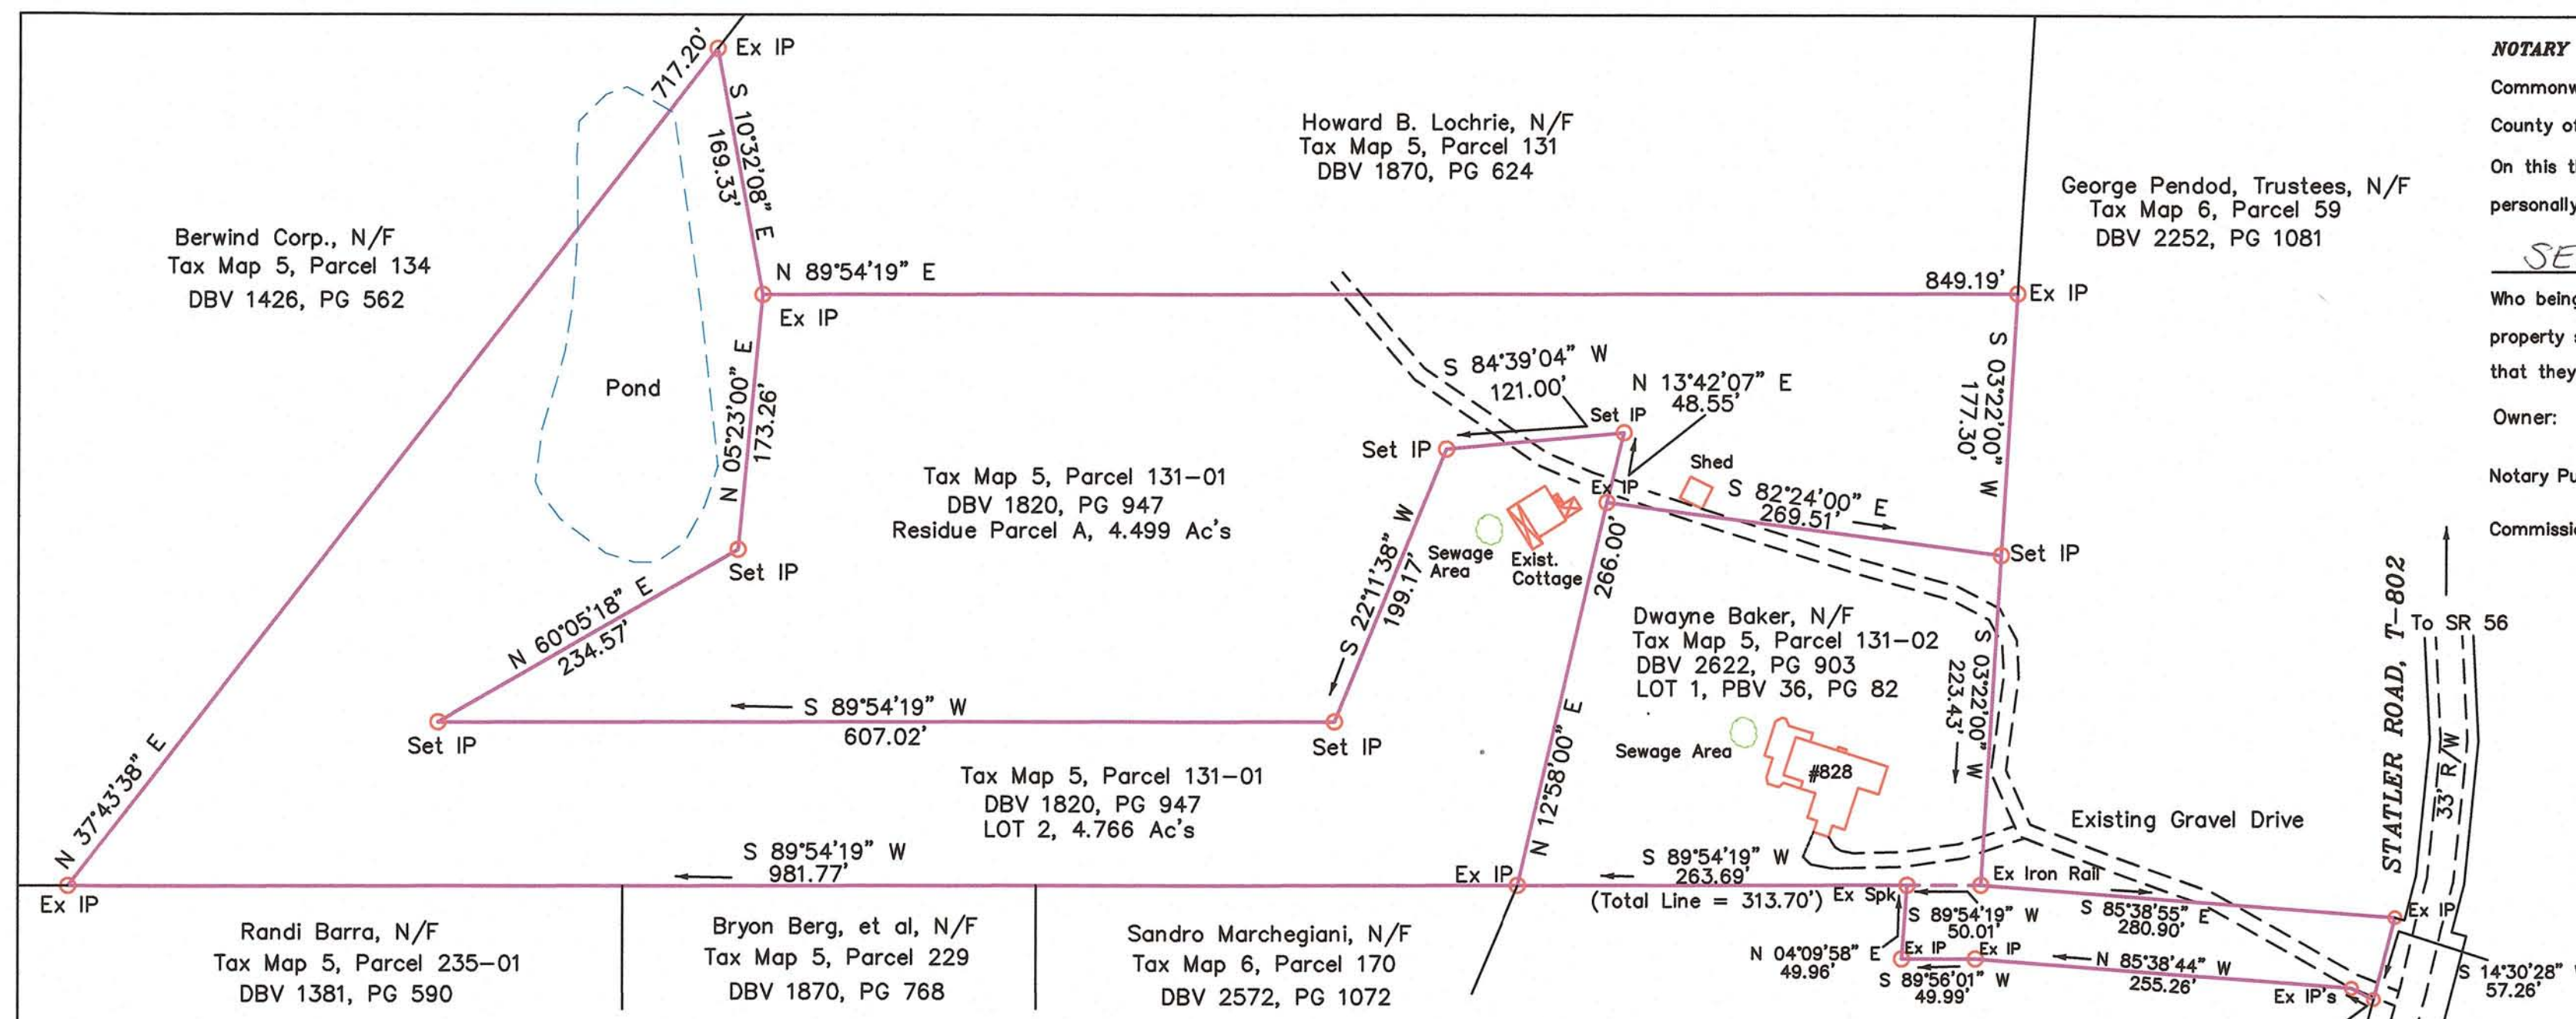 717.20'
Ex IP
S 10°32'08" E
169.33'
Howard B. Lochrie, N/F
Tax Map 5, Parcel 131
DBV 1870, PG 624
George Pendod, Trustees, N/F
Tax Map 6, Parcel 59
DBV 2252, PG 1081
NOTARY
Commonw
County of
On this t
personally
SE
Who being
property s
that they
Owner:
Notary Pu
Commissio
Berwind Corp., N/F
Tax Map 5, Parcel 134
DBV 1426, PG 562
N 89°54'19" E
849.19'
Ex IP
Ex IP
Pond
N 05°23'00" E
173.26'
S 84°39'04" W
121.00'
N 13°42'07" E
48.55'
Set IP
Set IP
S 03°22'00" W
177.30'
Shed
Ex IP
S 82°24'00" E
269.51'
Set IP
Tax Map 5, Parcel 131-01
DBV 1820, PG 947
Residue Parcel A, 4.499 Ac's
Set IP
N 60°05'18" E
234.57'
S 22°11'38" W
199.17'
Sewage
Area
Exist.
Cottage
266.00'
N 12°58'00" E
Dwayne Baker, N/F
Tax Map 5, Parcel 131-02
DBV 2622, PG 903
LOT 1, PBV 36, PG 82
S 03°22'00" W
223.43'
To SR 56
STATLER ROAD, T-802
33' R/W
S 89°54'19" W
607.02'
Set IP
Set IP
Sewage Area
#828
Existing Gravel Drive
Tax Map 5, Parcel 131-01
DBV 1820, PG 947
LOT 2, 4.766 Ac's
N 37°43'38" E
S 89°54'19" W
981.77'
Ex IP
Ex IP
S 89°54'19" W
263.69'
(Total Line = 313.70')
Ex Spk
Ex Iron Rail
S 85°38'55" E
280.90'
Ex IP
S 89°54'19" W
50.01'
N 04°09'58" E
49.96'
Ex IP
Ex IP
S 89°56'01" W
49.99'
N 85°38'44" W
255.26'
Ex IP's
S 14°30'28"
57.26'
Randi Barra, N/F
Tax Map 5, Parcel 235-01
DBV 1381, PG 590
Bryon Berg, et al, N/F
Tax Map 5, Parcel 229
DBV 1870, PG 768
Sandro Marchegiani, N/F
Tax Map 6, Parcel 170
DBV 2572, PG 1072